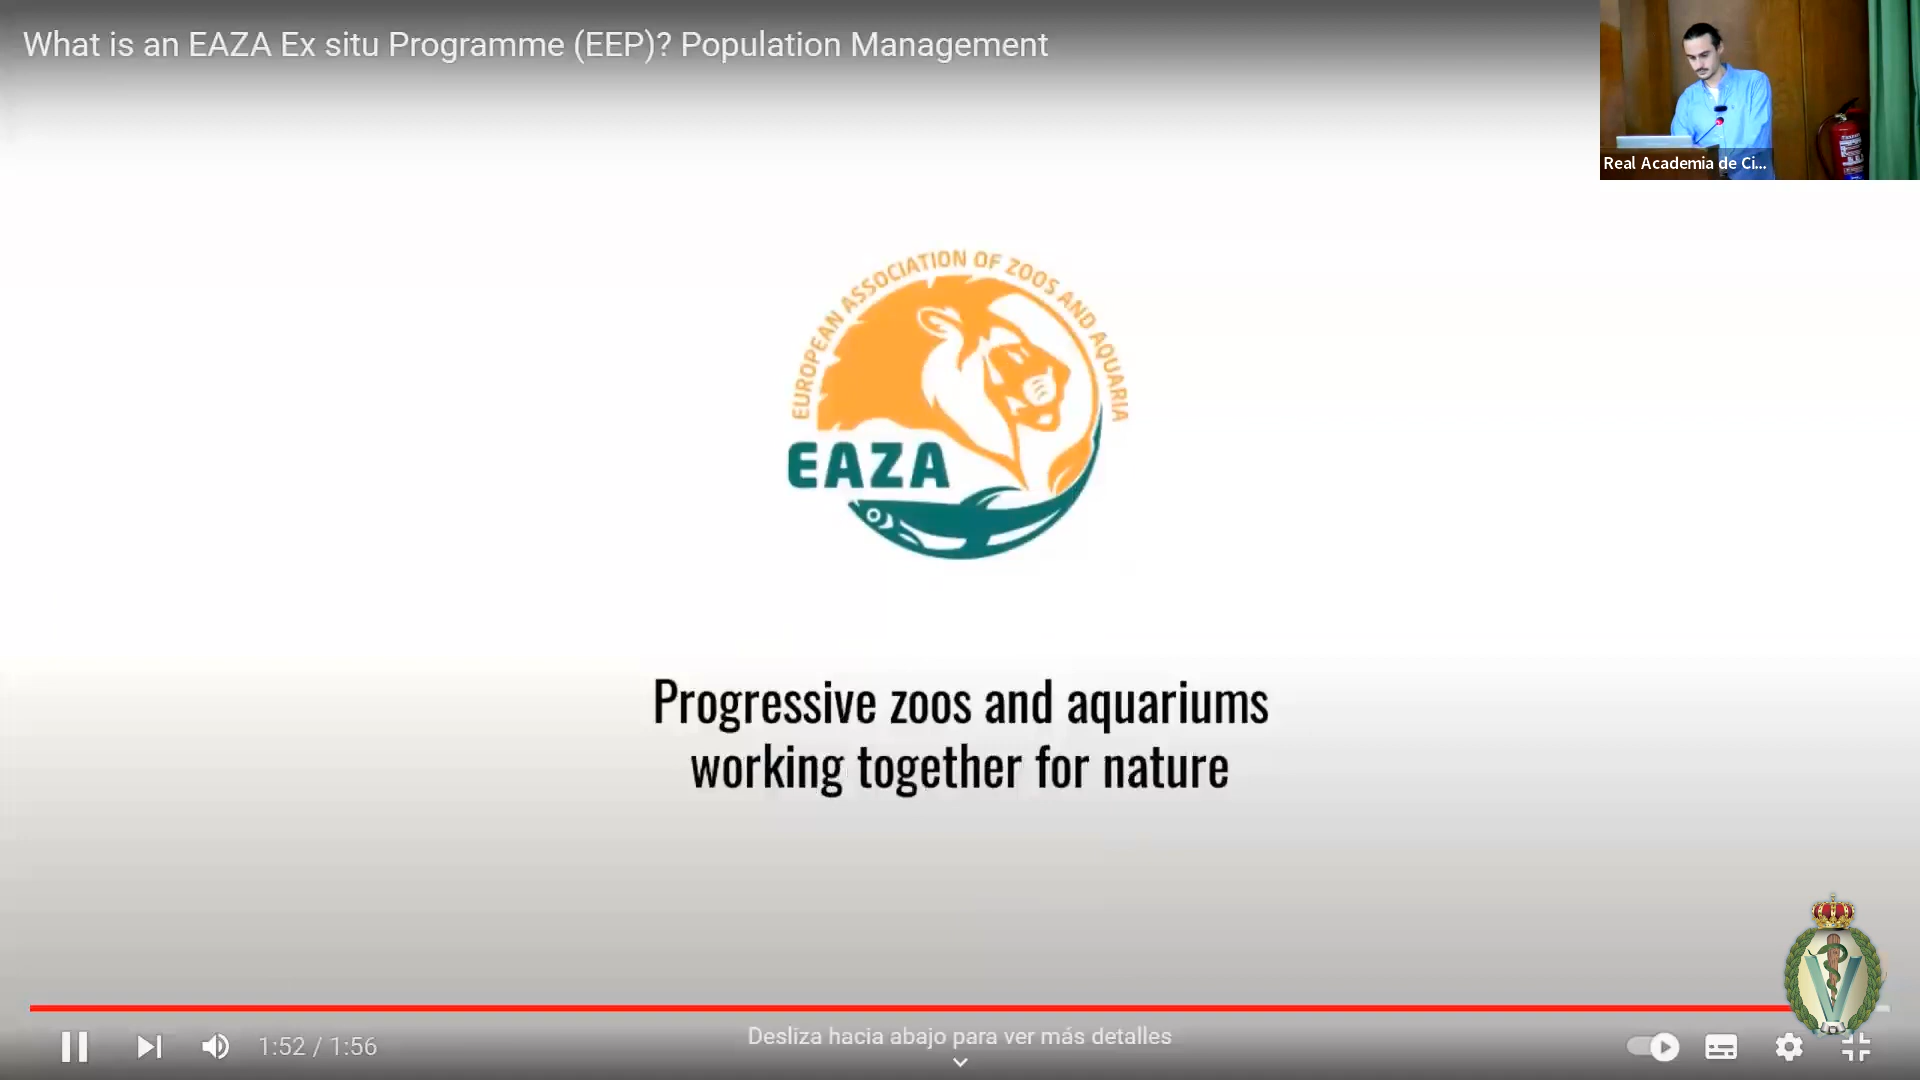 What is an EAZA Ex situ Programme (EEP)? Population Management
Real Academia de Ci...
EUROPEAN ASSOCIATION OF ZOOS AND AQUARIA
EAZA
Progressive zoos and aquariums
working together for nature
1:52 / 1:56
Desliza hacia abajo para ver más detalles